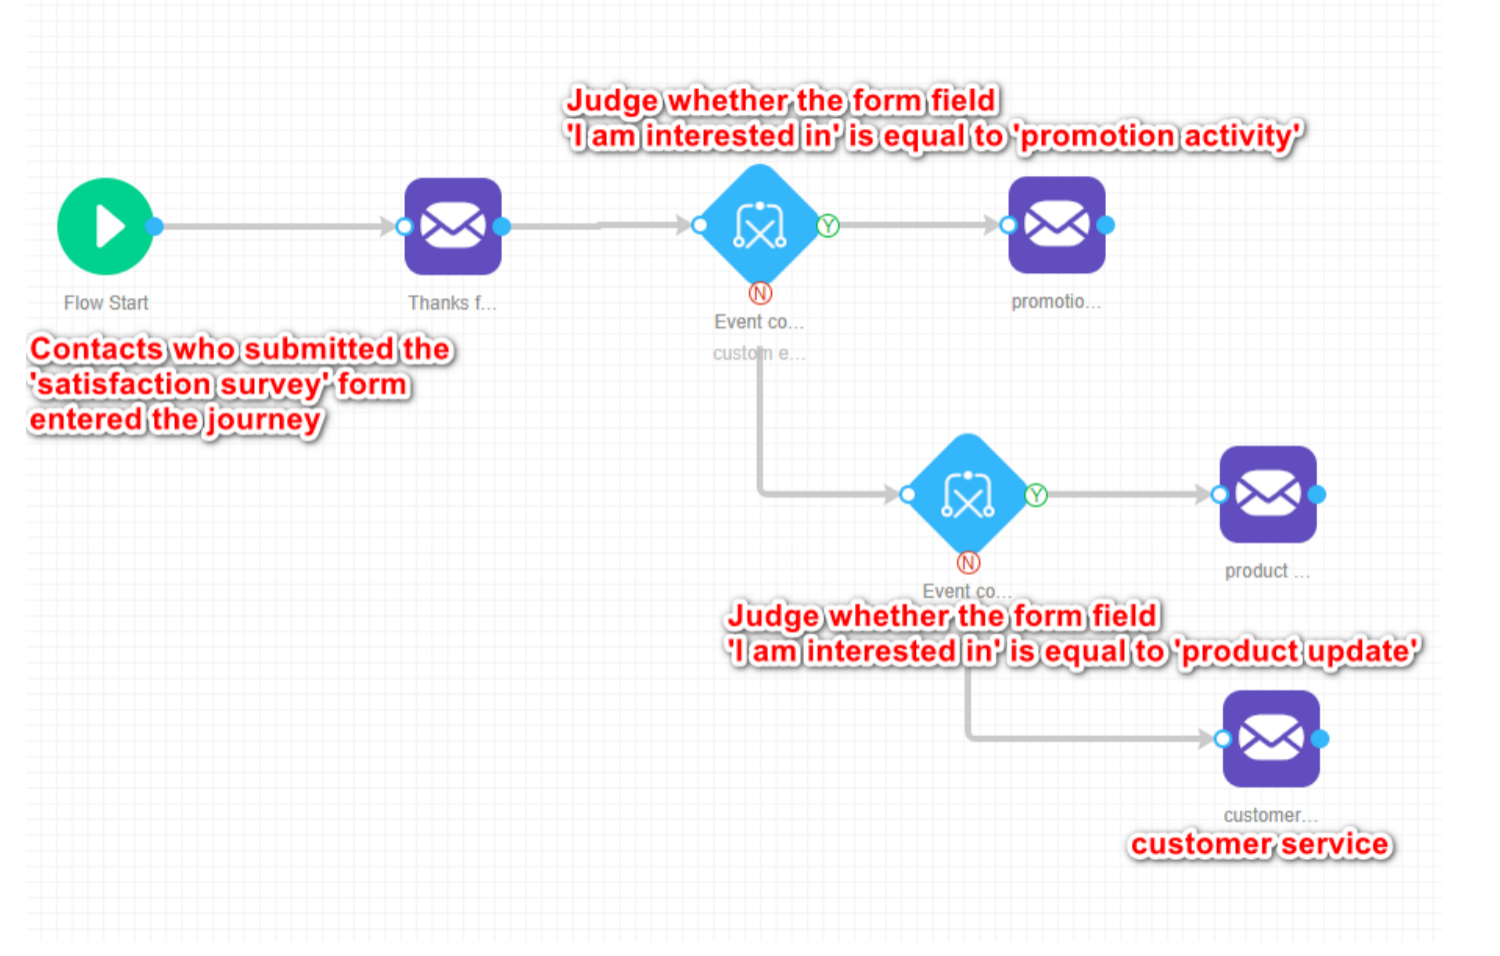 Judge whether the form field
'I am interested in' is equal to 'promotion activity'
Y
N
Flow Start
Thanks f...
Event co...
custom e...
promotio...
Contacts who submitted the
'satisfaction survey' form
entered the journey
Y
N
Event co...
product ...
Judge whether the form field
'I am interested in' is equal to 'product update'
customer...
customer service